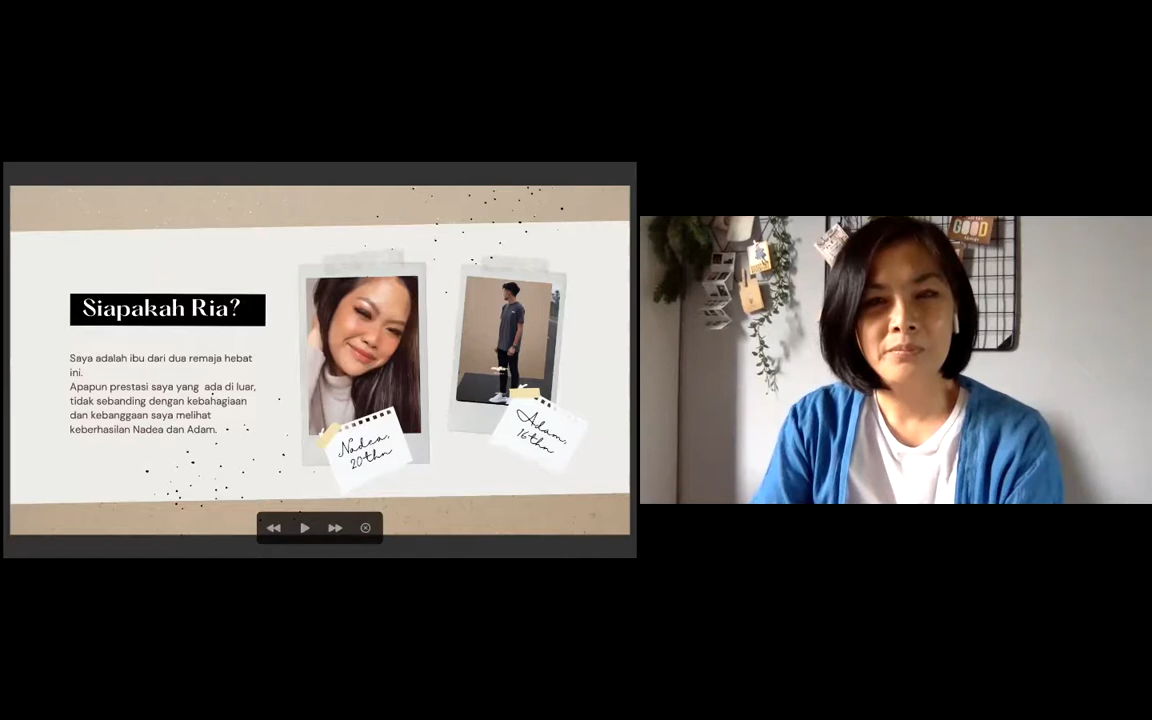 Siapakah Ria?
Saya adalah ibu dari dua remaja hebat
ini.
Apapun prestasi saya yang ada di luar,
tidak sebanding dengan kebahagiaan
dan kebanggaan saya melihat
keberhasilan Nadea dan Adam.
Nadea,
20thn
Adam,
16thn
GOOD